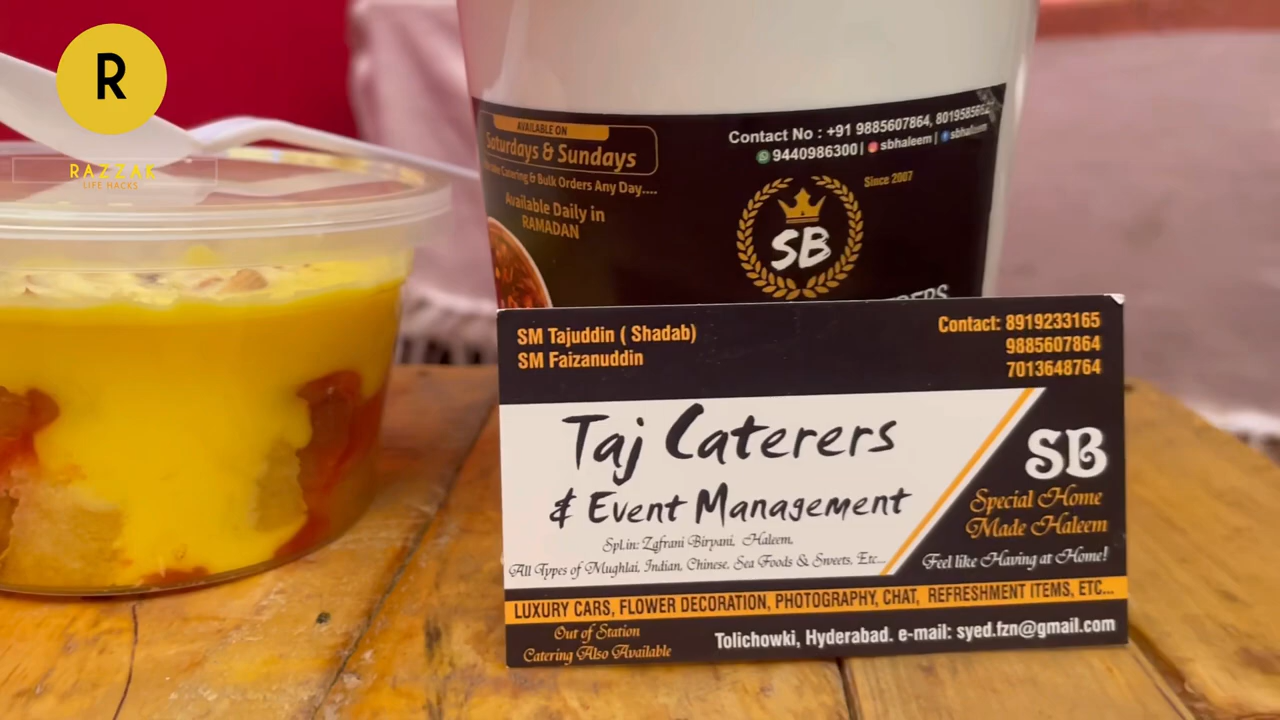 R
RAZZAK
LIFE HACKS
AVAILABLE ON
Saturdays & Sundays
Catering & Bulk Orders Any Day....
Available Daily in
RAMADAN
Contact No : +91 9885607864,
9440986300 | sbhaleem | sbhaleem
Since 2007
SB
SM Tajuddin ( Shadab)
SM Faizanuddin
Contact: 8919233165
9885607864
7013648764
Taj Caterers
& Event Management
Spl.in: Zafrani Biryani, Haleem,
All Types of Mughlai, Indian, Chinese, Sea Foods & Sweets, Etc...
SB
Special Home
Made Haleem
Feel like Having at Home!
LUXURY CARS, FLOWER DECORATION, PHOTOGRAPHY, CHAT, REFRESHMENT ITEMS, ETC...
Out of Station
Catering Also Available
Tolichowki, Hyderabad. e-mail: syed.fzn@gmail.com